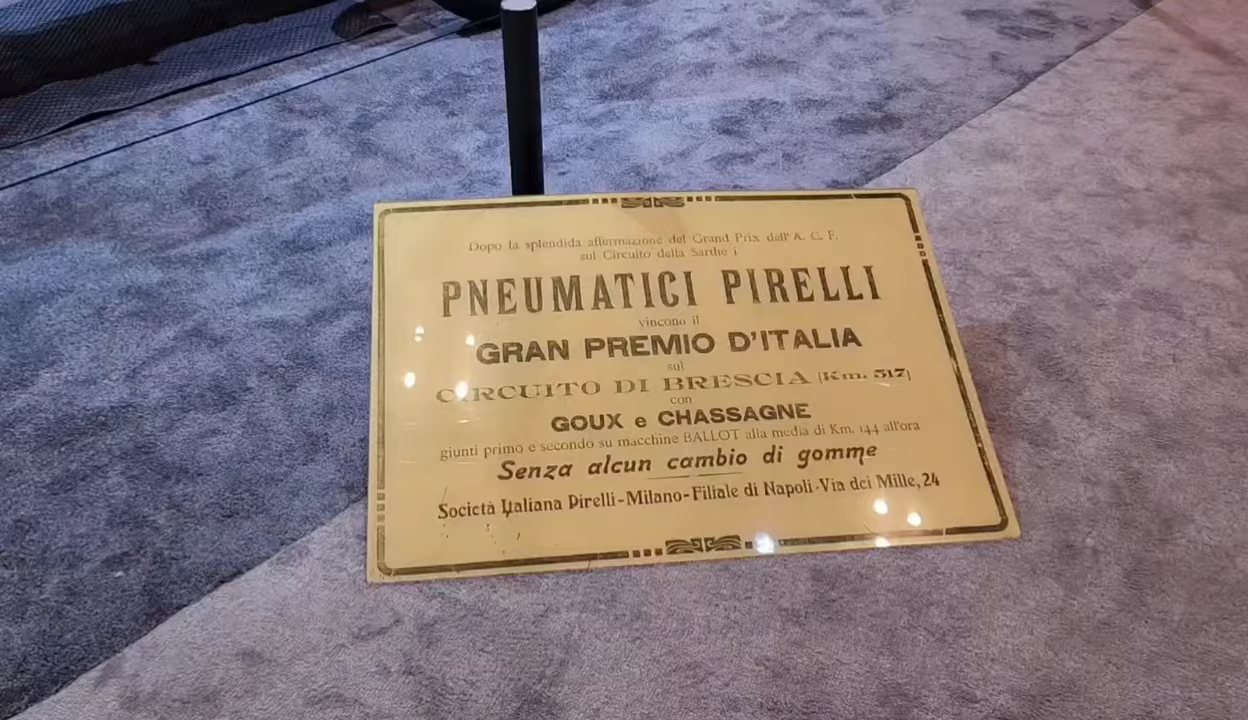 Dopo la splendida affermazione del Grand Prix dell' A. C. F.
sul Circuito della Sarthe i
PNEUMATICI PIRELLI
vincono il
GRAN PREMIO D'ITALIA
sul
CIRCUITO DI BRESCIA (Km. 517)
con
GOUX e CHASSAGNE
giunti primo e secondo su macchine BALLOT alla media di Km. 144 all'ora
Senza alcun cambio di gomme
Società Italiana Pirelli-Milano-Filiale di Napoli-Via dei Mille, 24